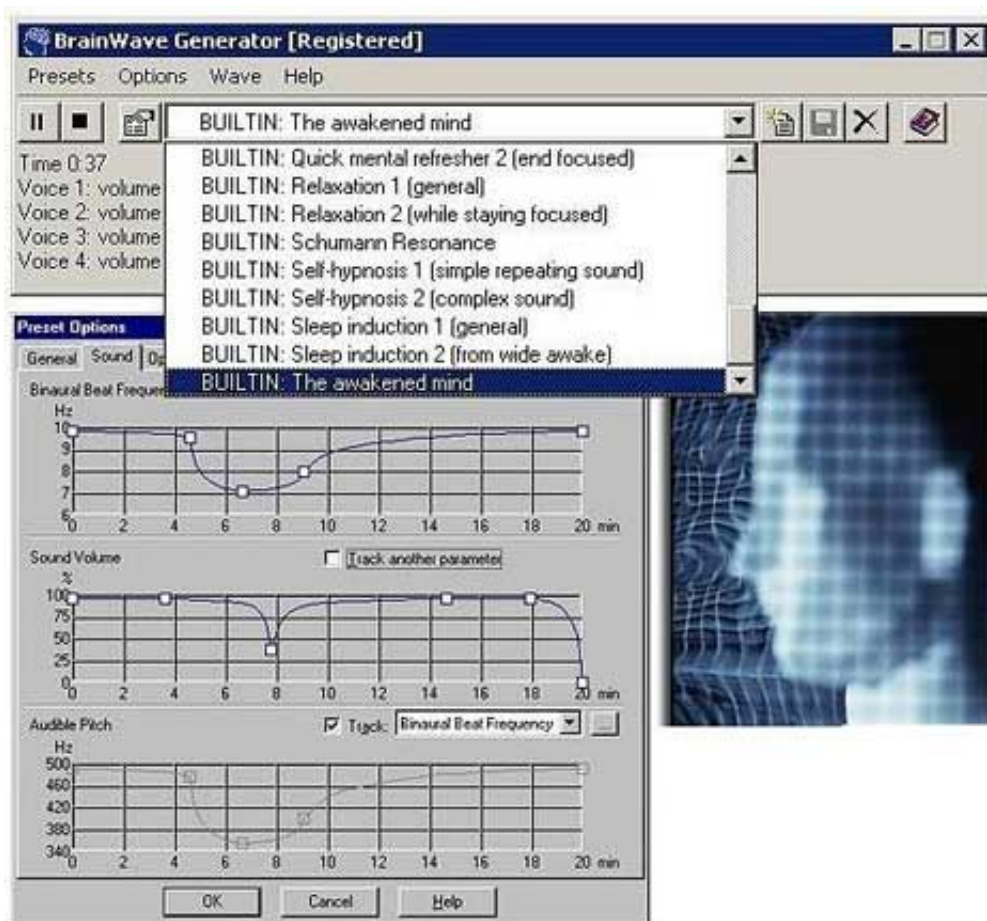 BrainWave Generator [Registered]
Presets Options Wave Help
BUILTIN: The awakened mind
Time 0:37
Voice 1: volume
Voice 2: volume
Voice 3: volume
Voice 4: volume
BUILTIN: Quick mental refresher 2 (end focused)
BUILTIN: Relaxation 1 (general)
BUILTIN: Relaxation 2 (while staying focused)
BUILTIN: Schumann Resonance
BUILTIN: Self-hypnosis 1 (simple repeating sound)
BUILTIN: Self-hypnosis 2 (complex sound)
BUILTIN: Sleep induction 1 (general)
BUILTIN: Sleep induction 2 (from wide awake)
BUILTIN: The awakened mind
Preset Options
General Sound Op
Binaural Beat Frequen
Hz
10
9
8
7
6
0 2 4 6 8 10 12 14 16 18 20 min
Sound Volume Track another parameter
%
100
75
50
25
0
0 2 4 6 8 10 12 14 16 18 20 min
Audible Pitch Track: Binaural Beat Frequency ...
Hz
500
460
420
380
340
0 2 4 6 8 10 12 14 16 18 20 min
OK Cancel Help